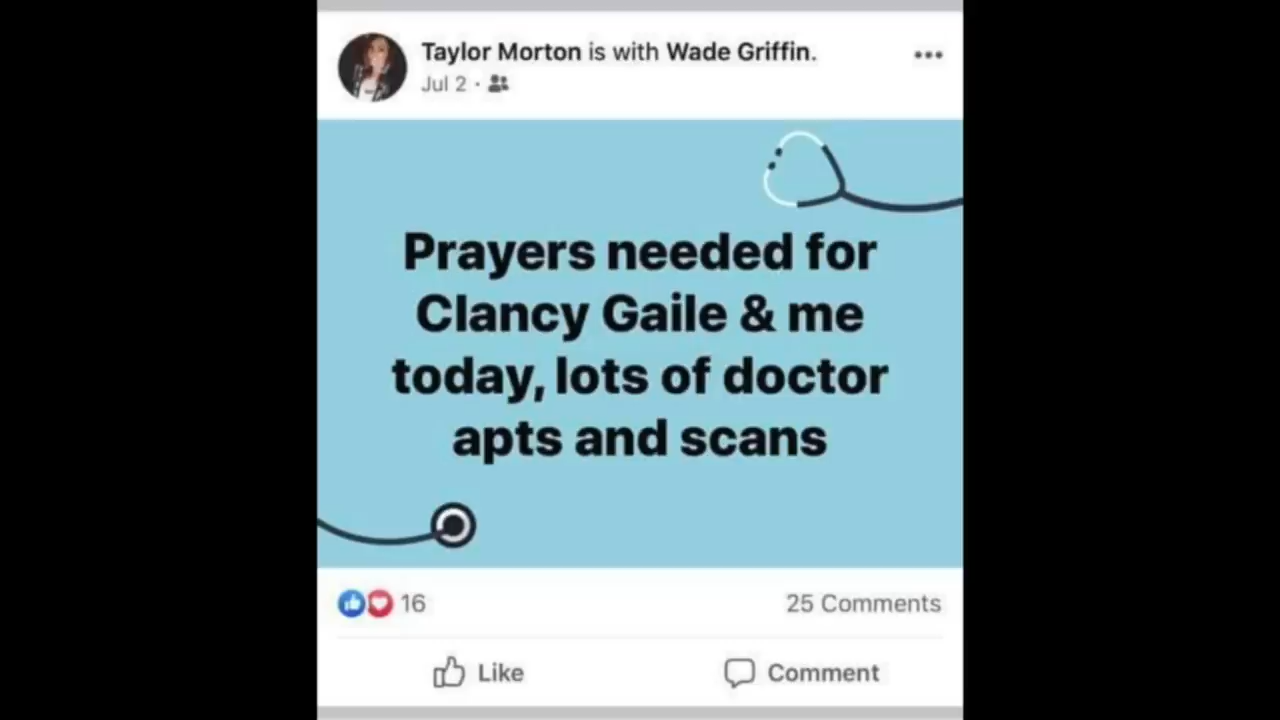 Taylor Morton is with Wade Griffin.
Jul 2 ·
Prayers needed for
Clancy Gaile & me
today, lots of doctor
apts and scans
16
25 Comments
Like
Comment